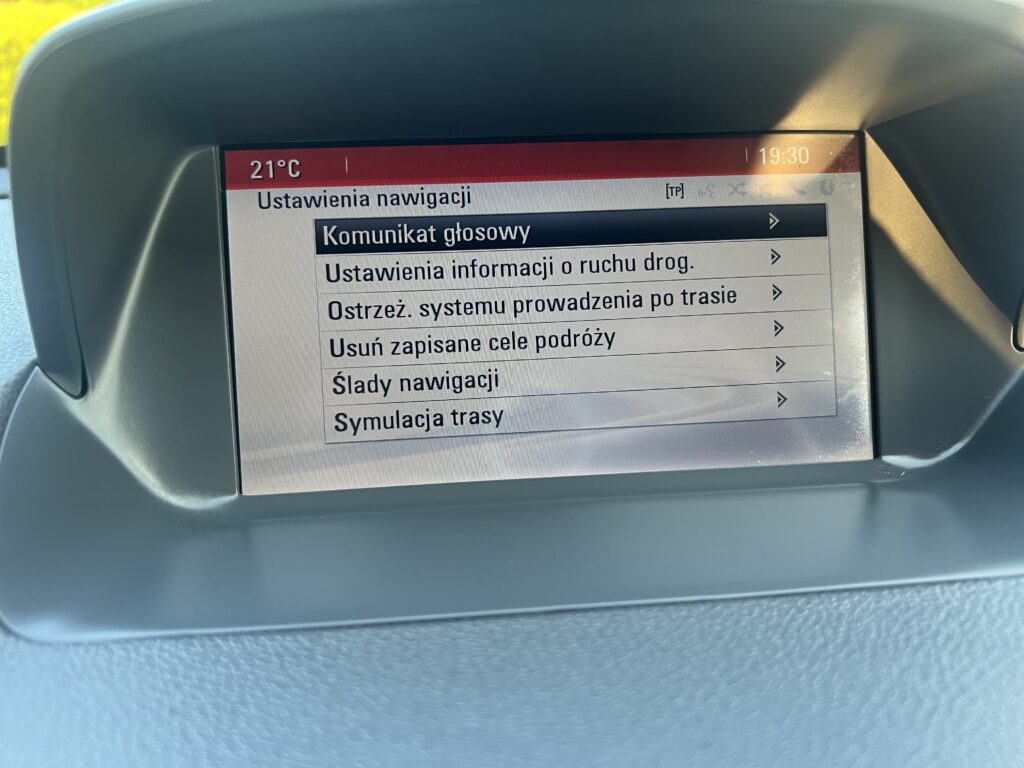 21°C 19:30
Ustawienia nawigacji [TP]
Komunikat głosowy
Ustawienia informacji o ruchu drog.
Ostrzeż. systemu prowadzenia po trasie
Usuń zapisane cele podróży
Ślady nawigacji
Symulacja trasy